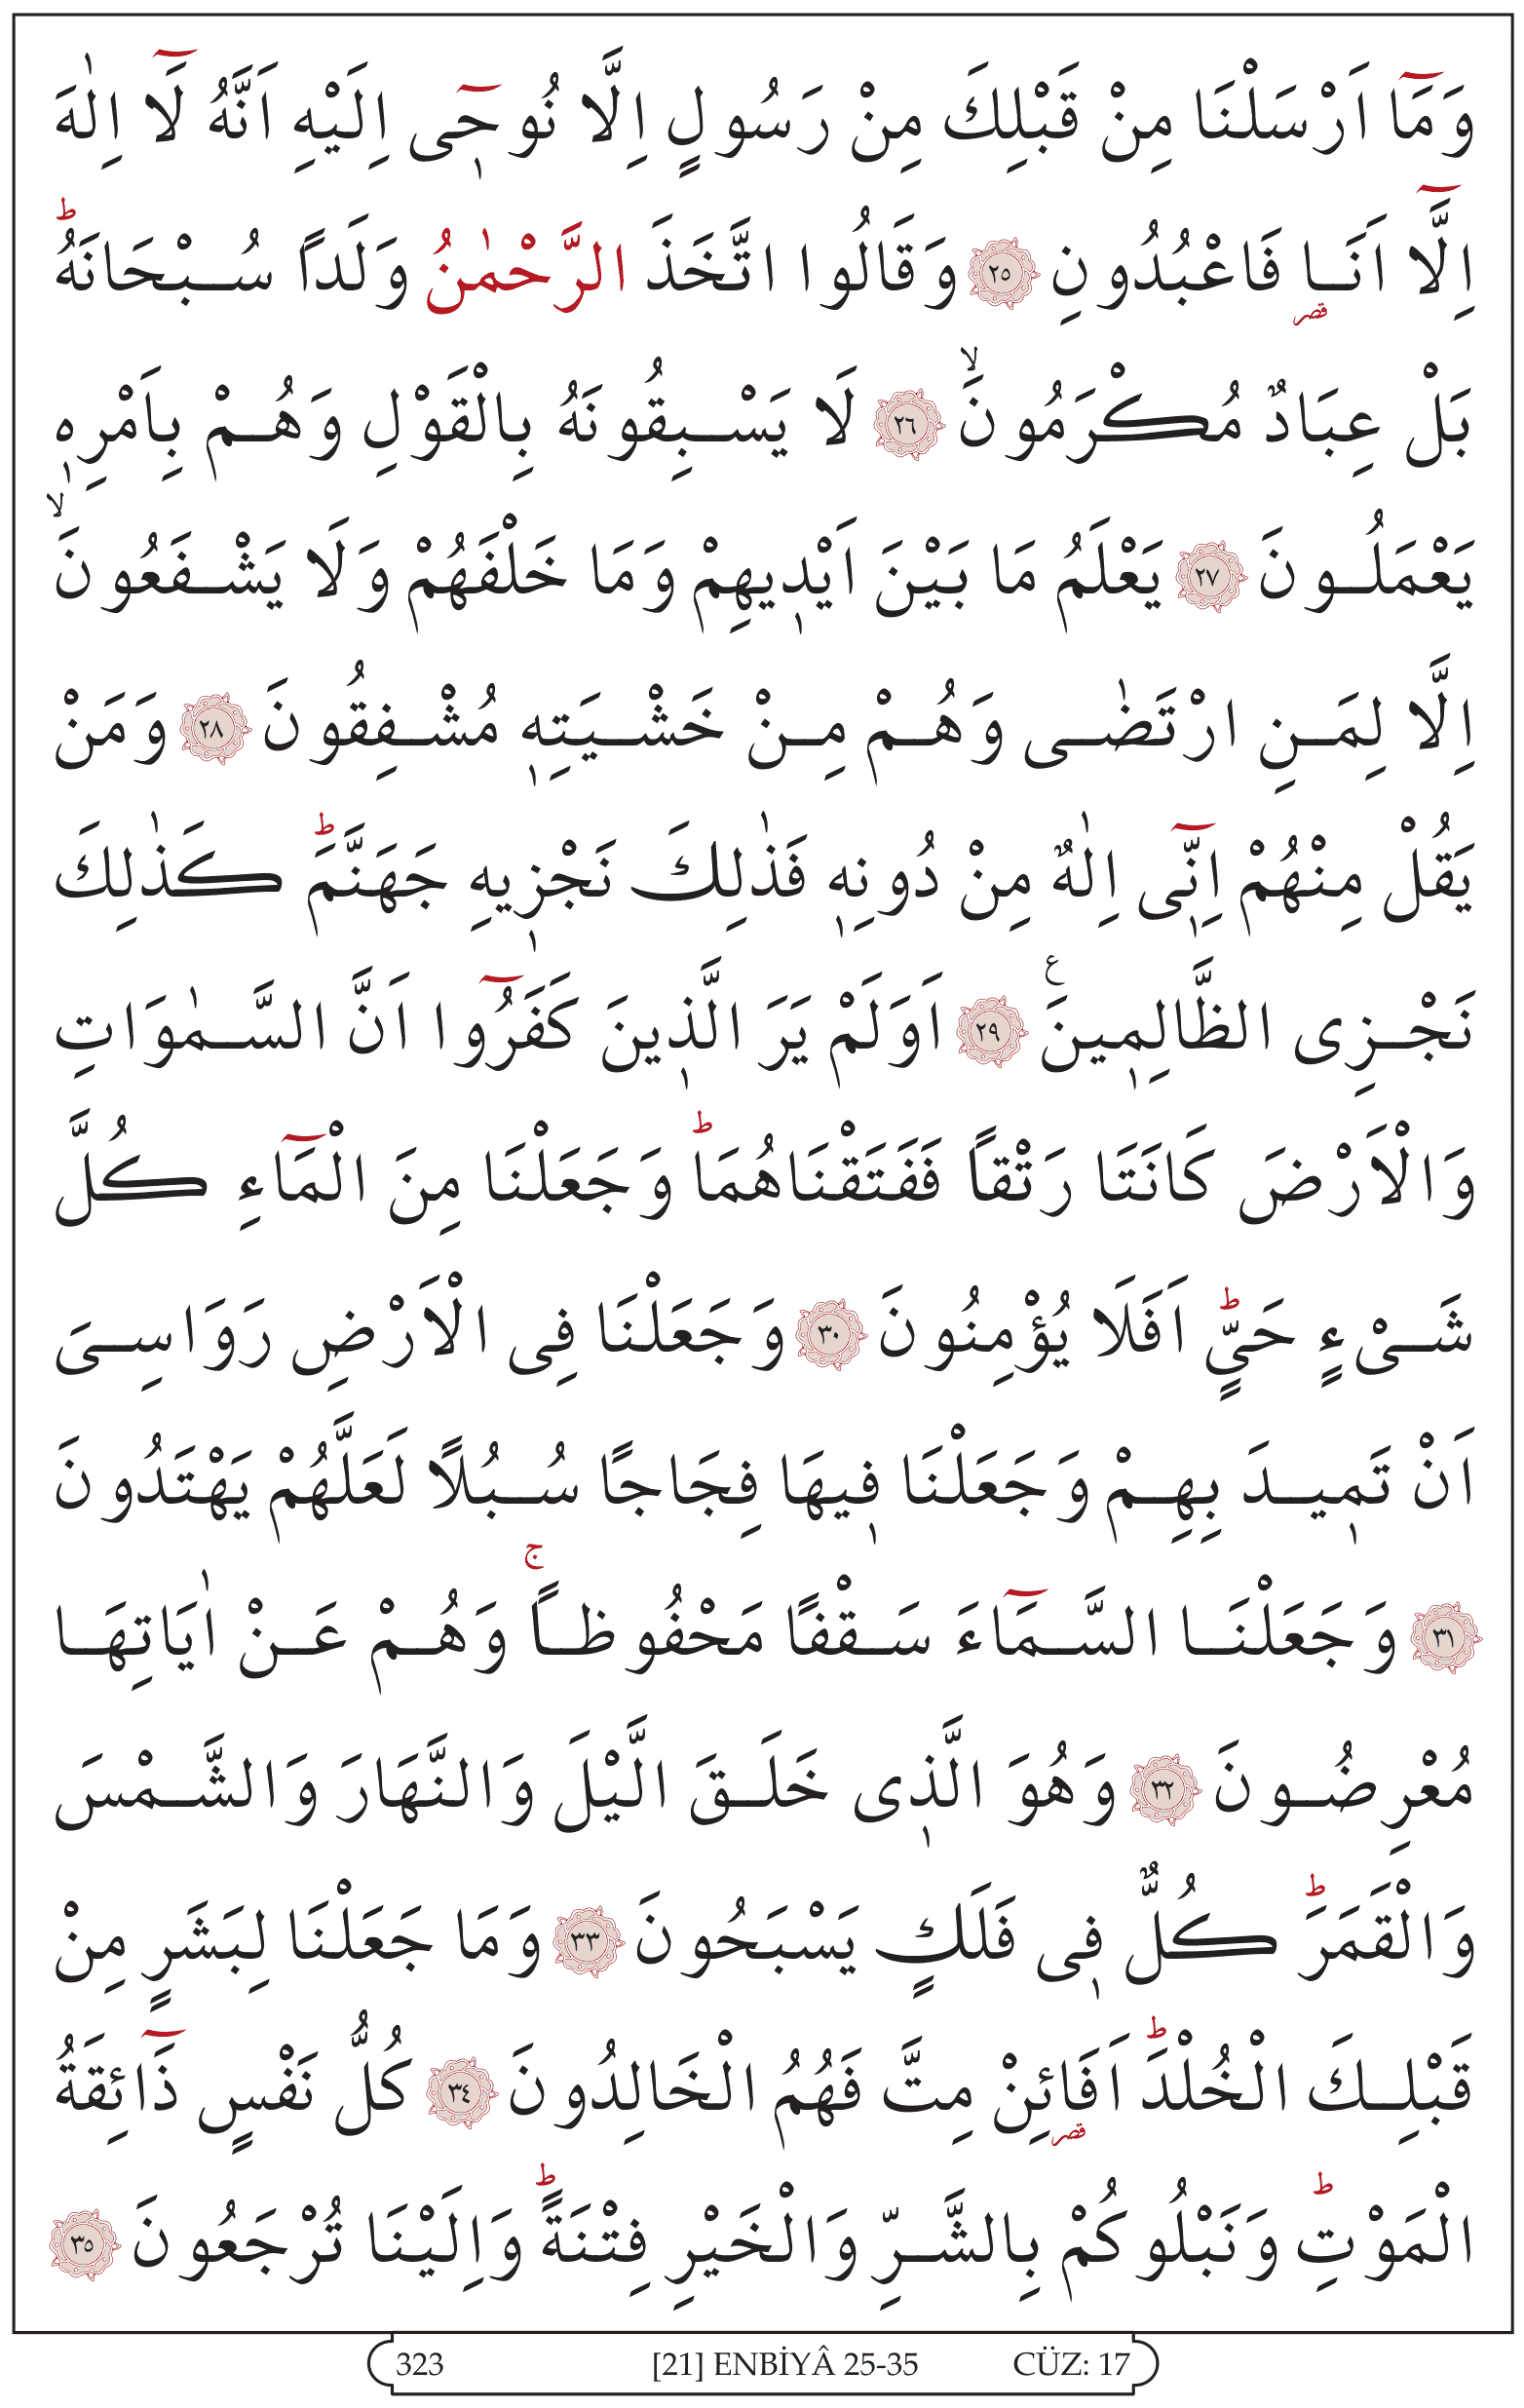 وَمَٓا اَرْسَلْنَا مِنْ قَبْلِكَ مِنْ رَسُولٍ اِلَّا نُوحٖٓى اِلَيْهِ اَنَّهُ لَٓا اِلٰهَ
اِلَّٓا اَنَا۬ فَاعْبُدُونِ ﴿٢٥﴾ وَقَالُوا اتَّخَذَ الرَّحْمٰنُ وَلَداً سُبْحَانَهُۜ
بَلْ عِبَادٌ مُكْرَمُونَۙ ﴿٢٦﴾ لَا يَسْبِقُونَهُ بِالْقَوْلِ وَهُمْ بِاَمْرِهٖ
يَعْمَلُونَ ﴿٢٧﴾ يَعْلَمُ مَا بَيْنَ اَيْدٖيهِمْ وَمَا خَلْفَهُمْ وَلَا يَشْفَعُونَۙ
اِلَّا لِمَنِ ارْتَضٰى وَهُمْ مِنْ خَشْيَتِهٖ مُشْفِقُونَ ﴿٢٨﴾ وَمَنْ
يَقُلْ مِنْهُمْ اِنّٖٓى اِلٰهٌ مِنْ دُونِهٖ فَذٰلِكَ نَجْزٖيهِ جَهَنَّمَۜ كَذٰلِكَ
نَجْزِى الظَّالِمٖينَࣖ ﴿٢٩﴾ اَوَلَمْ يَرَ الَّذٖينَ كَفَرُٓوا اَنَّ السَّمٰوَاتِ
وَالْاَرْضَ كَانَتَا رَتْقاً فَفَتَقْنَاهُمَاۜ وَجَعَلْنَا مِنَ الْمَٓاءِ كُلَّ
شَىْءٍ حَيٍّۜ اَفَلَا يُؤْمِنُونَ ﴿٣٠﴾ وَجَعَلْنَا فِى الْاَرْضِ رَوَاسِىَ
اَنْ تَمٖيدَ بِهِمْ وَجَعَلْنَا فٖيهَا فِجَاجًا سُبُلًا لَعَلَّهُمْ يَهْتَدُونَ
﴿٣١﴾ وَجَعَلْنَا السَّمَٓاءَ سَقْفًا مَحْفُوظاًۚ وَهُمْ عَنْ اٰيَاتِهَا
مُعْرِضُونَ ﴿٣٢﴾ وَهُوَ الَّذٖى خَلَقَ الَّيْلَ وَالنَّهَارَ وَالشَّمْسَ
وَالْقَمَرَۜ كُلٌّ فٖى فَلَكٍ يَسْبَحُونَ ﴿٣٣﴾ وَمَا جَعَلْنَا لِبَشَرٍ مِنْ
قَبْلِكَ الْخُلْدَۜ اَفَا۬ئِنْ مِتَّ فَهُمُ الْخَالِدُونَ ﴿٣٤﴾ كُلُّ نَفْسٍ ذَٓائِقَةُ
الْمَوْتِۜ وَنَبْلُوكُمْ بِالشَّرِّ وَالْخَيْرِ فِتْنَةًۜ وَاِلَيْنَا تُرْجَعُونَ ﴿٣٥﴾
323 [21] ENBİYÂ 25-35 CÜZ: 17